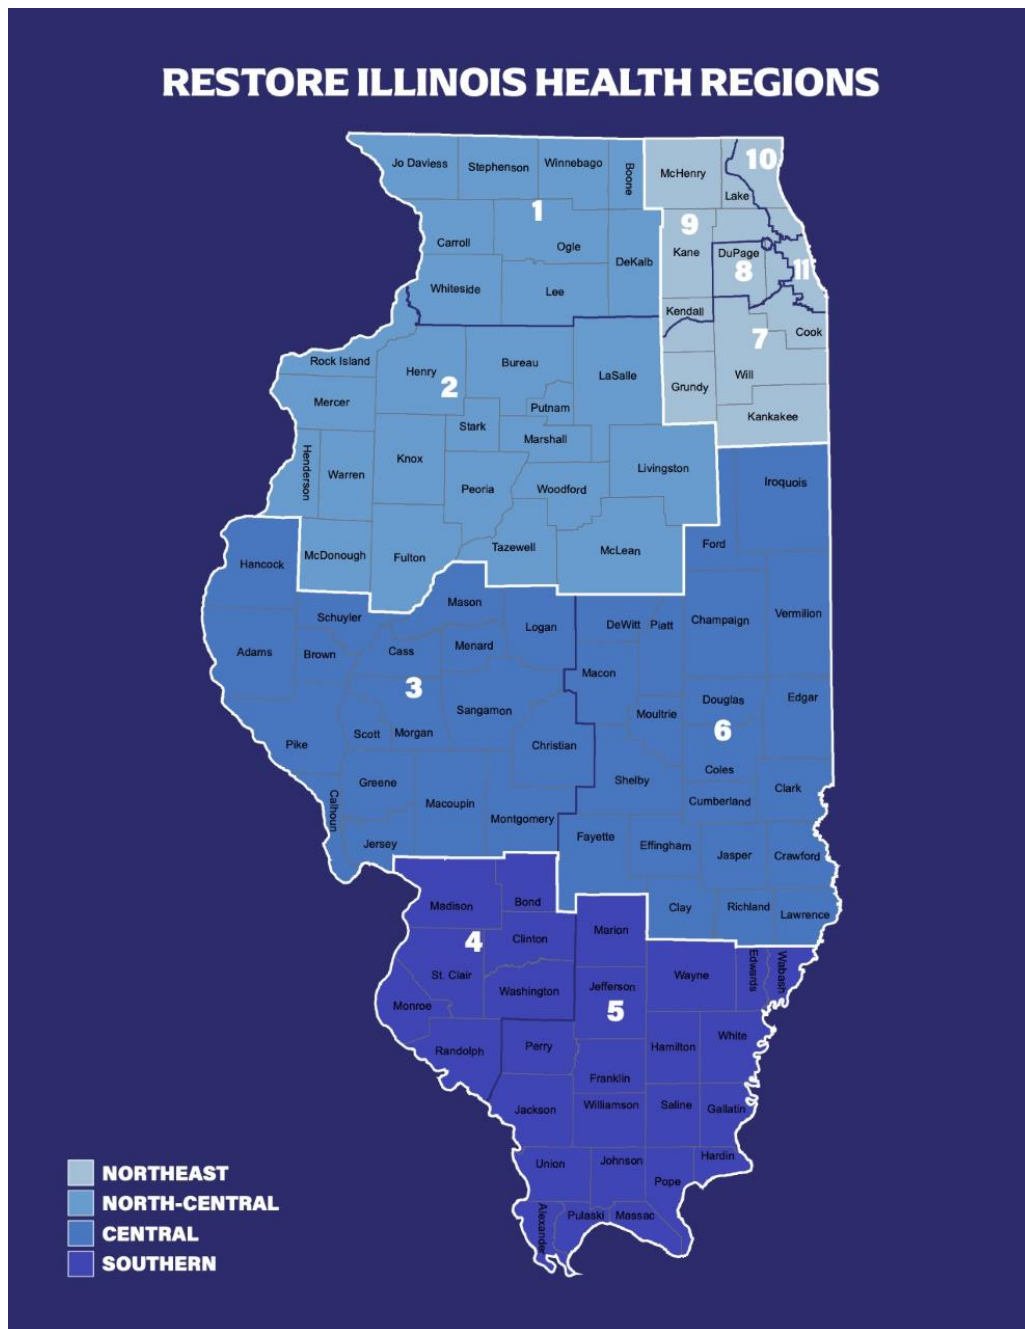 RESTORE ILLINOIS HEALTH REGIONS
Jo Daviess
Stephenson
Winnebago
Boone
McHenry
10
Lake
1
Carroll
Ogle
DeKalb
9
Kane
DuPage
8
11
Whiteside
Lee
Kendall
Cook
7
Rock Island
Henry
2
Bureau
LaSalle
Grundy
Will
Mercer
Putnam
Kankakee
Stark
Marshall
Henderson
Warren
Knox
Peoria
Woodford
Livingston
Iroquois
McDonough
Fulton
Tazewell
McLean
Ford
Hancock
Schuyler
Mason
Logan
DeWitt
Piatt
Champaign
Vermilion
Adams
Brown
Cass
Menard
Macon
3
Sangamon
Moultrie
Douglas
Edgar
6
Pike
Scott
Morgan
Christian
Coles
Greene
Shelby
Clark
Calhoun
Macoupin
Montgomery
Cumberland
Jersey
Fayette
Effingham
Jasper
Crawford
Madison
Bond
Clay
Richland
Lawrence
4
Clinton
Marion
St. Clair
Washington
Jefferson
Wayne
Edwards
Wabash
Monroe
5
Randolph
Perry
Hamilton
White
Franklin
Jackson
Williamson
Saline
Gallatin
Union
Johnson
Hardin
Pope
Alexander
Pulaski
Massac
NORTHEAST
NORTH-CENTRAL
CENTRAL
SOUTHERN